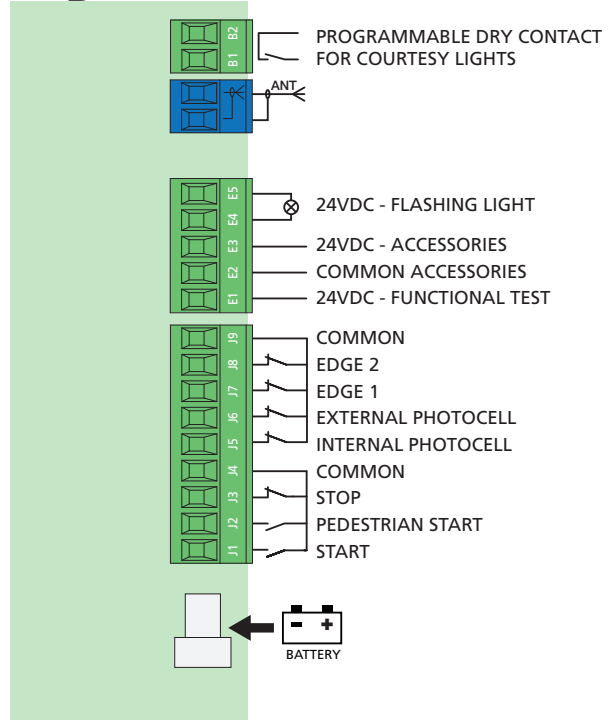 B2 PROGRAMMABLE DRY CONTACT
B1 FOR COURTESY LIGHTS
ANT
E5
E4 24VDC - FLASHING LIGHT
E3 24VDC - ACCESSORIES
E2 COMMON ACCESSORIES
E1 24VDC - FUNCTIONAL TEST
J9 COMMON
J8 EDGE 2
J7 EDGE 1
J6 EXTERNAL PHOTOCELL
J5 INTERNAL PHOTOCELL
J4 COMMON
J3 STOP
J2 PEDESTRIAN START
J1 START
- +
BATTERY